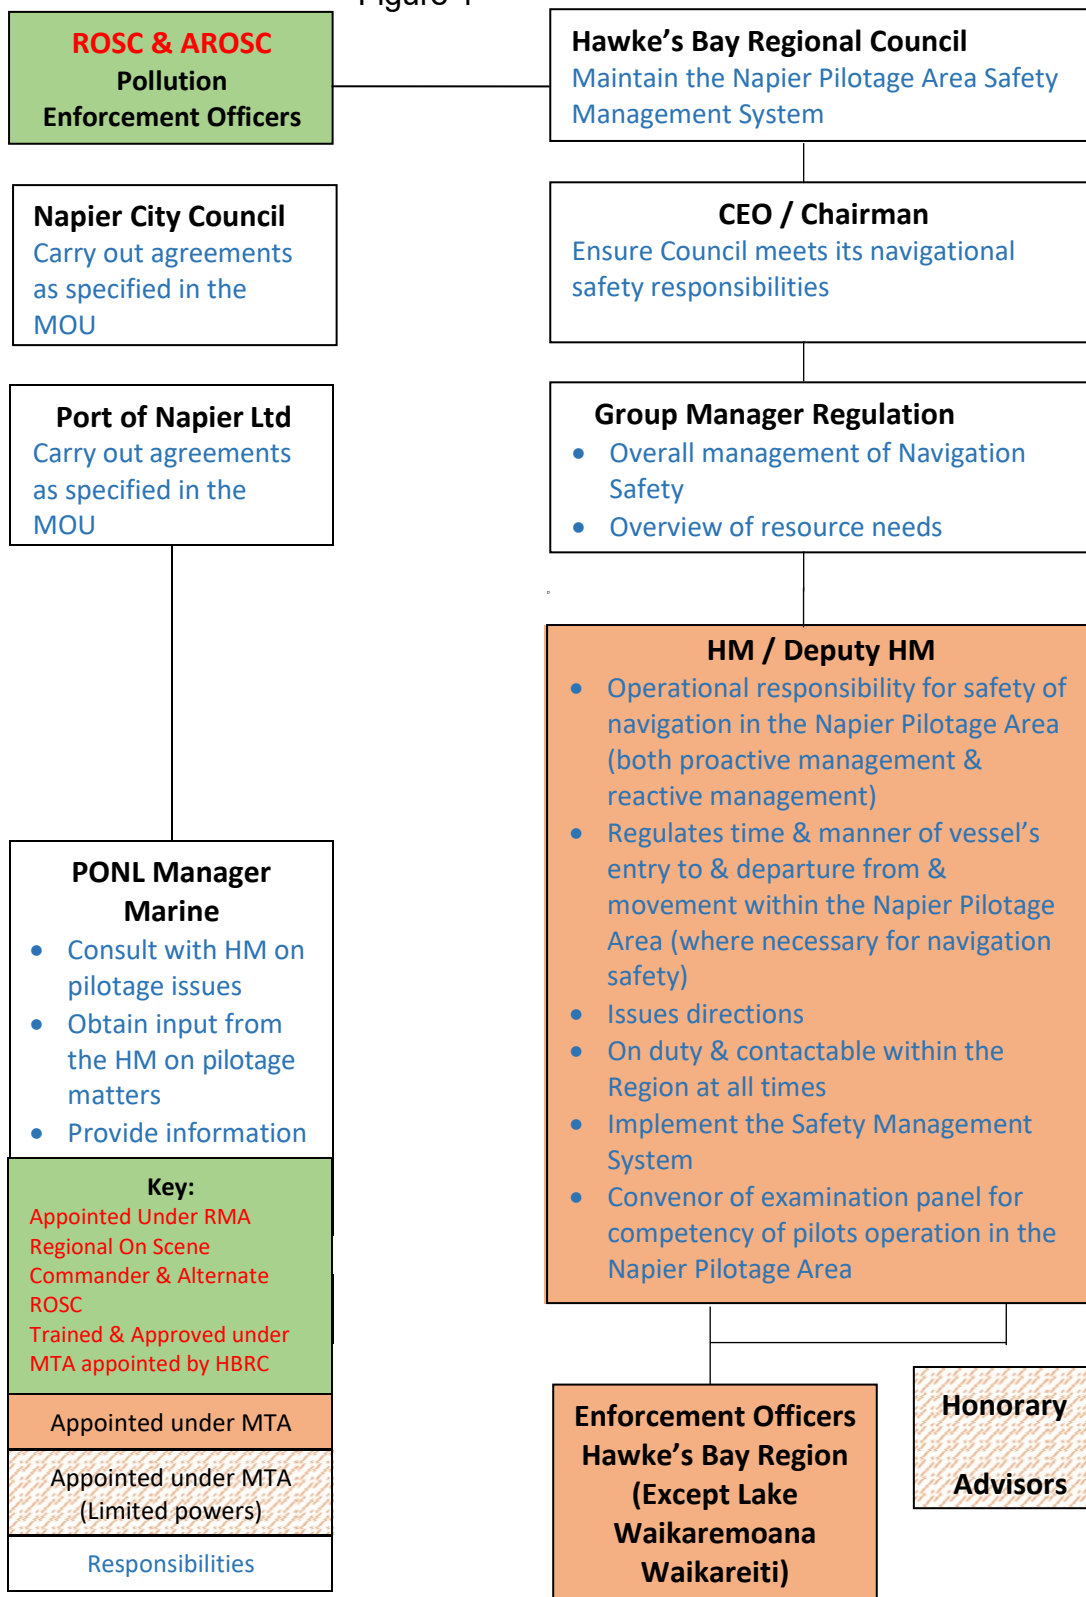 ROSC & AROSC
Pollution
Enforcement Officers
Hawke's Bay Regional Council
Maintain the Napier Pilotage Area Safety
Management System
Napier City Council
Carry out agreements
as specified in the
MOU
CEO / Chairman
Ensure Council meets its navigational
safety responsibilities
Port of Napier Ltd
Carry out agreements
as specified in the
MOU
Group Manager Regulation
• Overall management of Navigation
Safety
• Overview of resource needs
HM / Deputy HM
• Operational responsibility for safety of
navigation in the Napier Pilotage Area
(both proactive management &
reactive management)
• Regulates time & manner of vessel's
entry to & departure from &
movement within the Napier Pilotage
Area (where necessary for navigation
safety)
• Issues directions
• On duty & contactable within the
Region at all times
• Implement the Safety Management
System
• Convenor of examination panel for
competency of pilots operation in the
Napier Pilotage Area
PONL Manager
Marine
• Consult with HM on
pilotage issues
• Obtain input from
the HM on pilotage
matters
• Provide information
Key:
Appointed Under RMA
Regional On Scene
Commander & Alternate
ROSC
Trained & Approved under
MTA appointed by HBRC
Appointed under MTA
Appointed under MTA
(Limited powers)
Responsibilities
Enforcement Officers
Hawke's Bay Region
(Except Lake
Waikaremoana
Waikareiti)
Honorary
Advisors